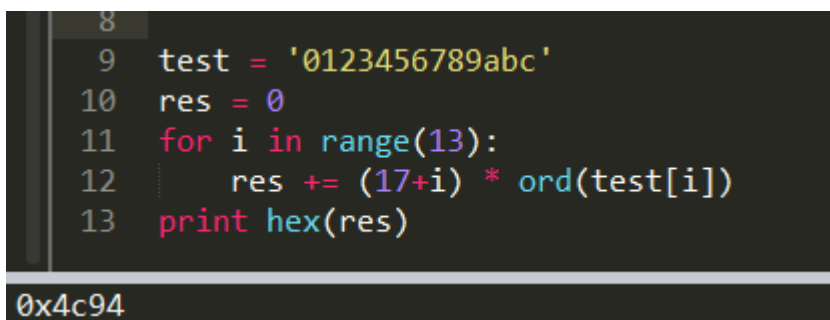 8
9 test = '0123456789abc'
10 res = 0
11 for i in range(13):
12     res += (17+i) * ord(test[i])
13 print hex(res)
0x4c94